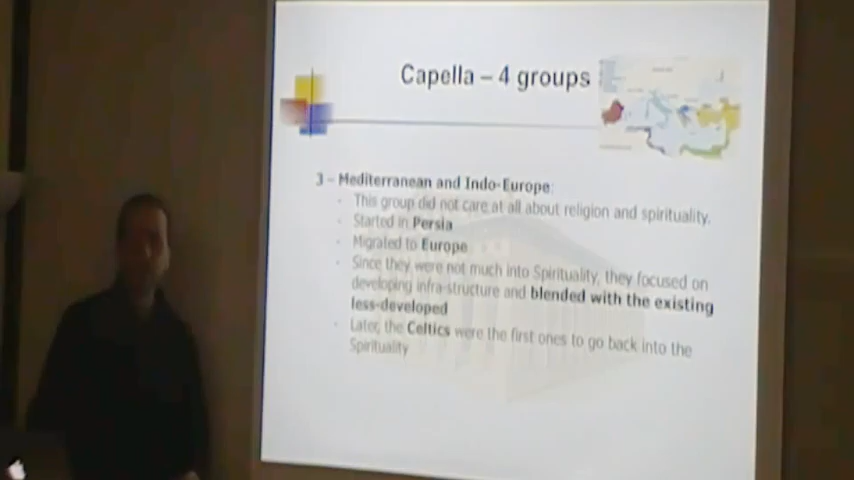 Capella – 4 groups
3 – Mediterranean and Indo-Europe:
- This group did not care at all about religion and spirituality.
- Started in Persia
- Migrated to Europe
- Since they were not much into Spirituality, they focused on
developing infra-structure and blended with the existing
less-developed
- Later, the Celtics were the first ones to go back into the
Spirituality